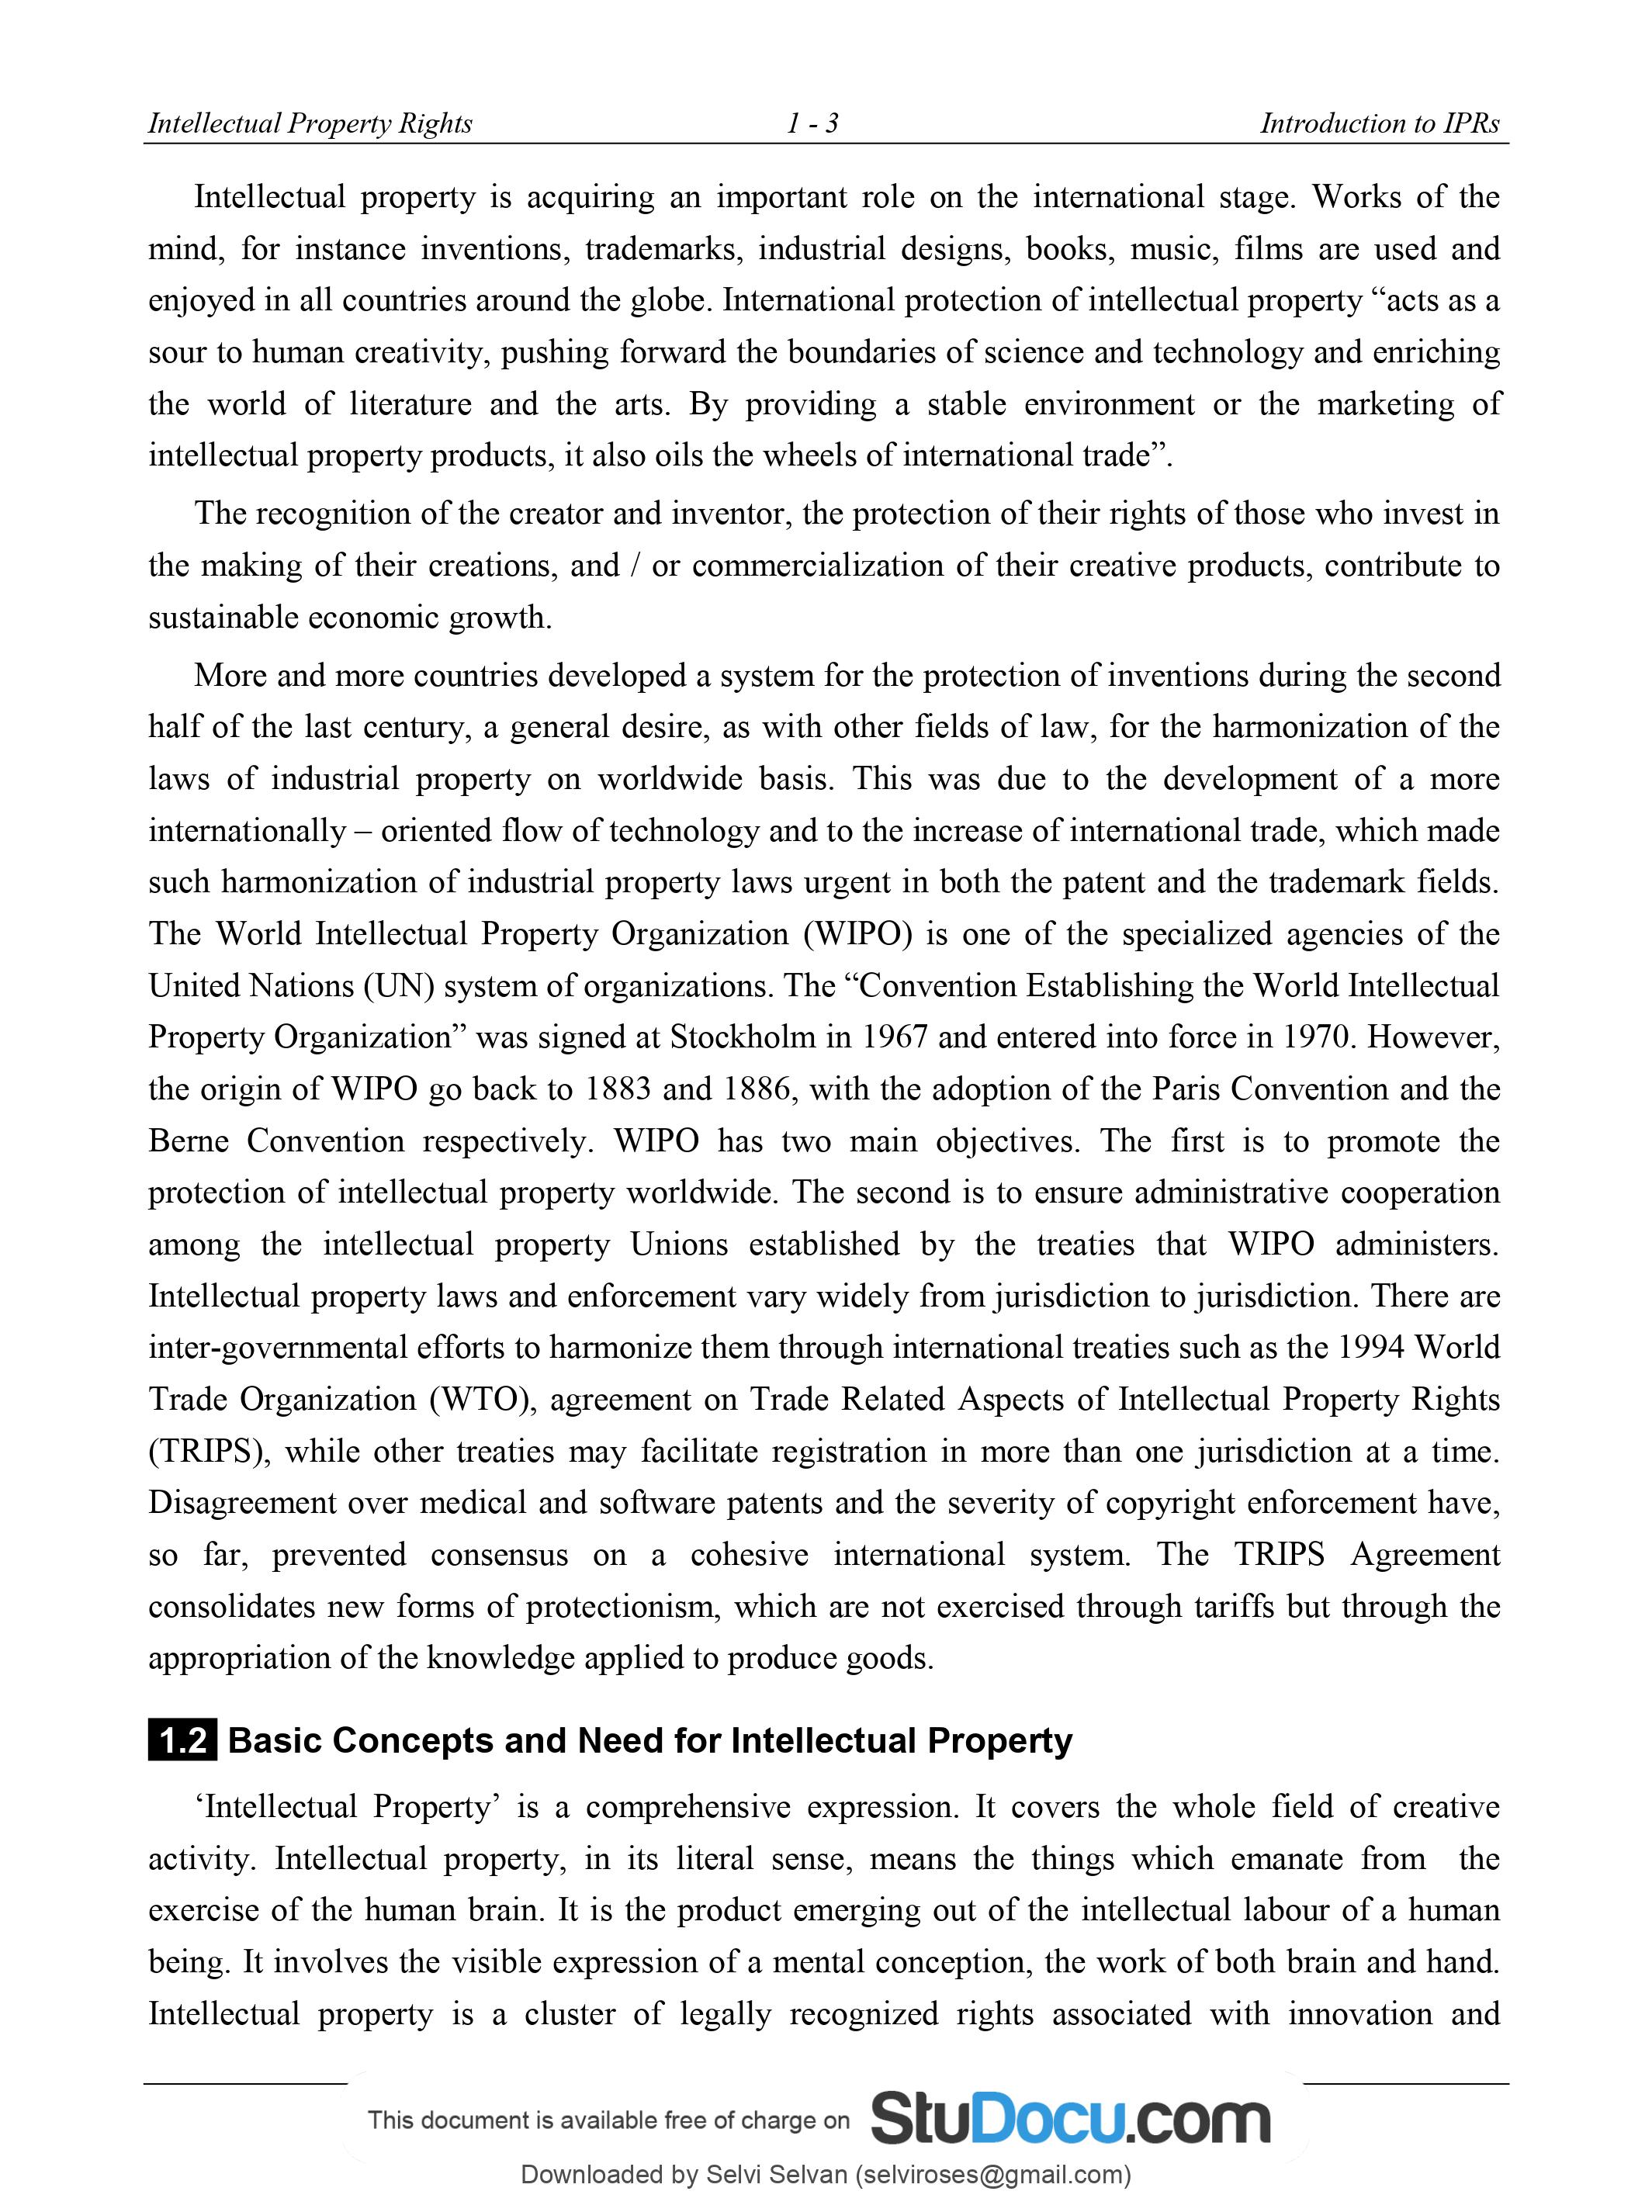 Intellectual Property Rights 1 - 3 Introduction to IPRs
Intellectual property is acquiring an important role on the international stage. Works of the
mind, for instance inventions, trademarks, industrial designs, books, music, films are used and
enjoyed in all countries around the globe. International protection of intellectual property “acts as a
sour to human creativity, pushing forward the boundaries of science and technology and enriching
the world of literature and the arts. By providing a stable environment or the marketing of
intellectual property products, it also oils the wheels of international trade”.
The recognition of the creator and inventor, the protection of their rights of those who invest in
the making of their creations, and / or commercialization of their creative products, contribute to
sustainable economic growth.
More and more countries developed a system for the protection of inventions during the second
half of the last century, a general desire, as with other fields of law, for the harmonization of the
laws of industrial property on worldwide basis. This was due to the development of a more
internally – oriented flow of technology and to the increase of international trade, which made
such harmonization of industrial property laws urgent in both the patent and the trademark fields.
The World Intellectual Property Organization (WIPO) is one of the specialized agencies of the
United Nations (UN) system of organizations. The “Convention Establishing the World Intellectual
Property Organization” was signed at Stockholm in 1967 and entered into force in 1970. However,
the origin of WIPO go back to 1883 and 1886, with the adoption of the Paris Convention and the
Berne Convention respectively. WIPO has two main objectives. The first is to promote the
protection of intellectual property worldwide. The second is to ensure administrative cooperation
among the intellectual property Unions established by the treaties that WIPO administers.
Intellectual property laws and enforcement vary widely from jurisdiction to jurisdiction. There are
inter-governmental efforts to harmonize them through international treaties such as the 1994 World
Trade Organization (WTO), agreement on Trade Related Aspects of Intellectual Property Rights
(TRIPS), while other treaties may facilitate registration in more than one jurisdiction at a time.
Disagreement over medical and software patents and the severity of copyright enforcement have,
so far, prevented consensus on a cohesive international system. The TRIPS Agreement
consolidates new forms of protectionism, which are not exercised through tariffs but through the
appropriation of the knowledge applied to produce goods.
1.2 Basic Concepts and Need for Intellectual Property
‘Intellectual Property’ is a comprehensive expression. It covers the whole field of creative
activity. Intellectual property, in its literal sense, means the things which emanate from the
exercise of the human brain. It is the product emerging out of the intellectual labour of a human
being. It involves the visible expression of a mental conception, the work of both brain and hand.
Intellectual property is a cluster of legally recognized rights associated with innovation and
This document is available free of charge on StuDocu.com
Downloaded by Selvi Selvan (selviroses@gmail.com)